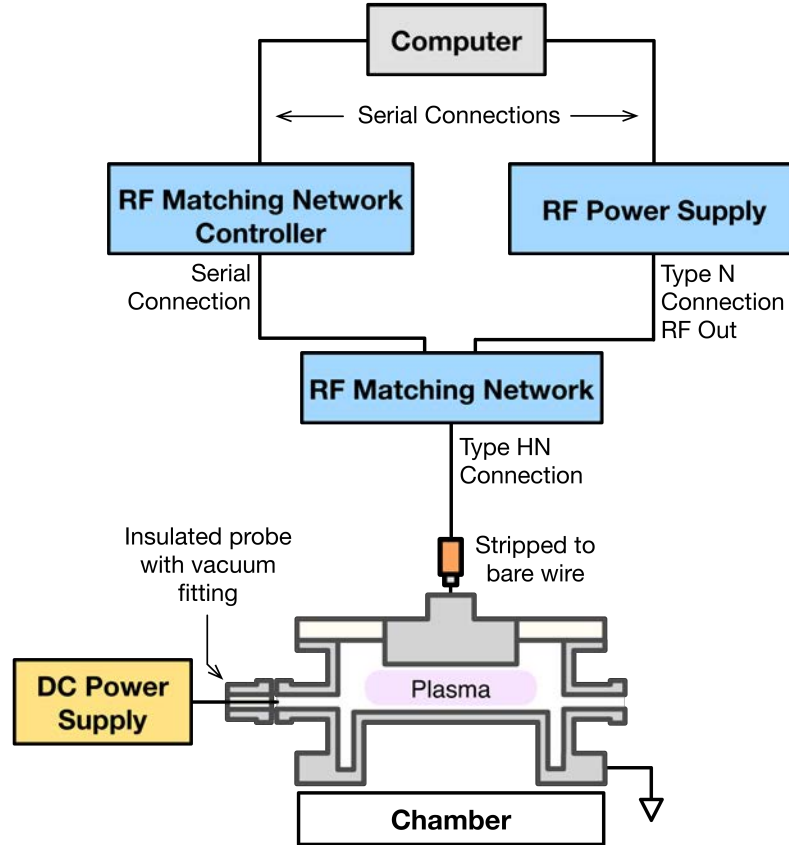 Computer
Serial Connections
RF Matching Network
Controller
RF Power Supply
Serial
Connection
Type N
Connection
RF Out
RF Matching Network
Type HN
Connection
Insulated probe
with vacuum
fitting
Stripped to
bare wire
DC Power
Supply
Plasma
Chamber